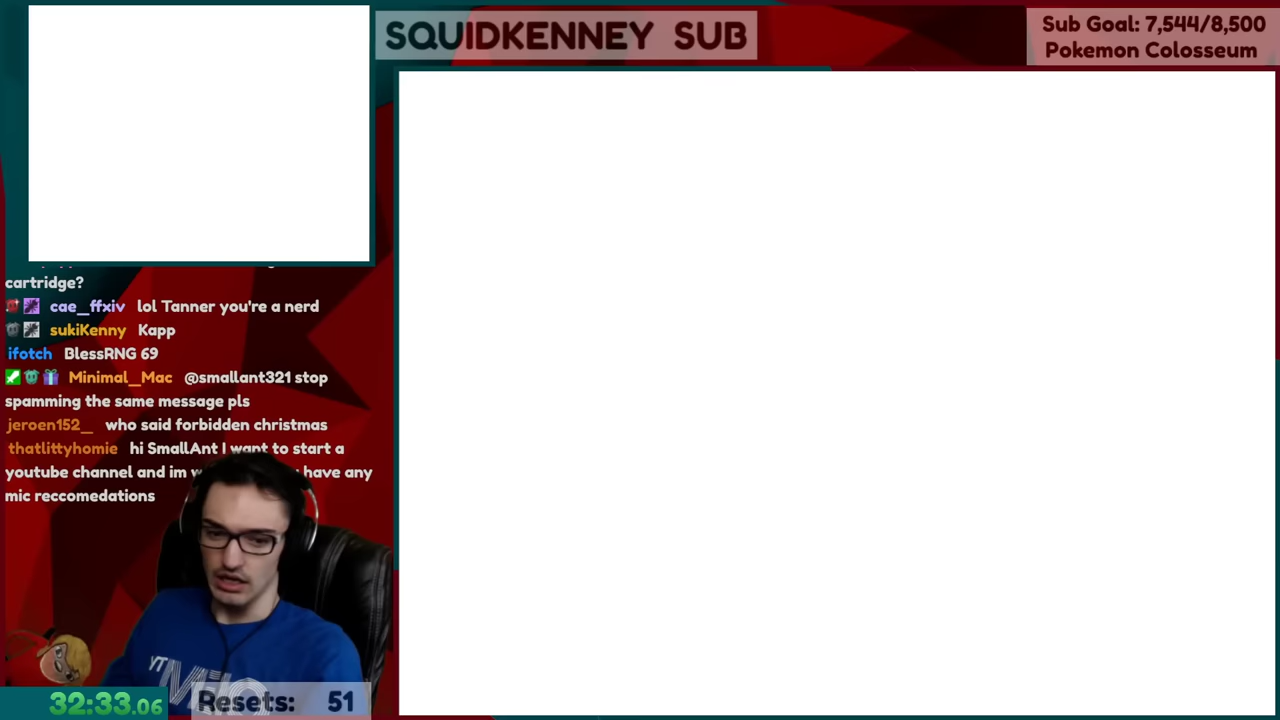 SQUIDKENNEY SUB
Sub Goal: 7,544/8,500
Pokemon Colosseum
cartridge?
cae_ffxiv lol Tanner you're a nerd
sukiKenny Kapp
ifotch BlessRNG 69
Minimal_Mac @smallant321 stop
spamming the same message pls
jeroen152_ who said forbidden christmas
thatlittyhomie hi SmallAnt I want to start a
youtube channel and im have any
mic reccomedations
YT
32:33.06
Resets: 51